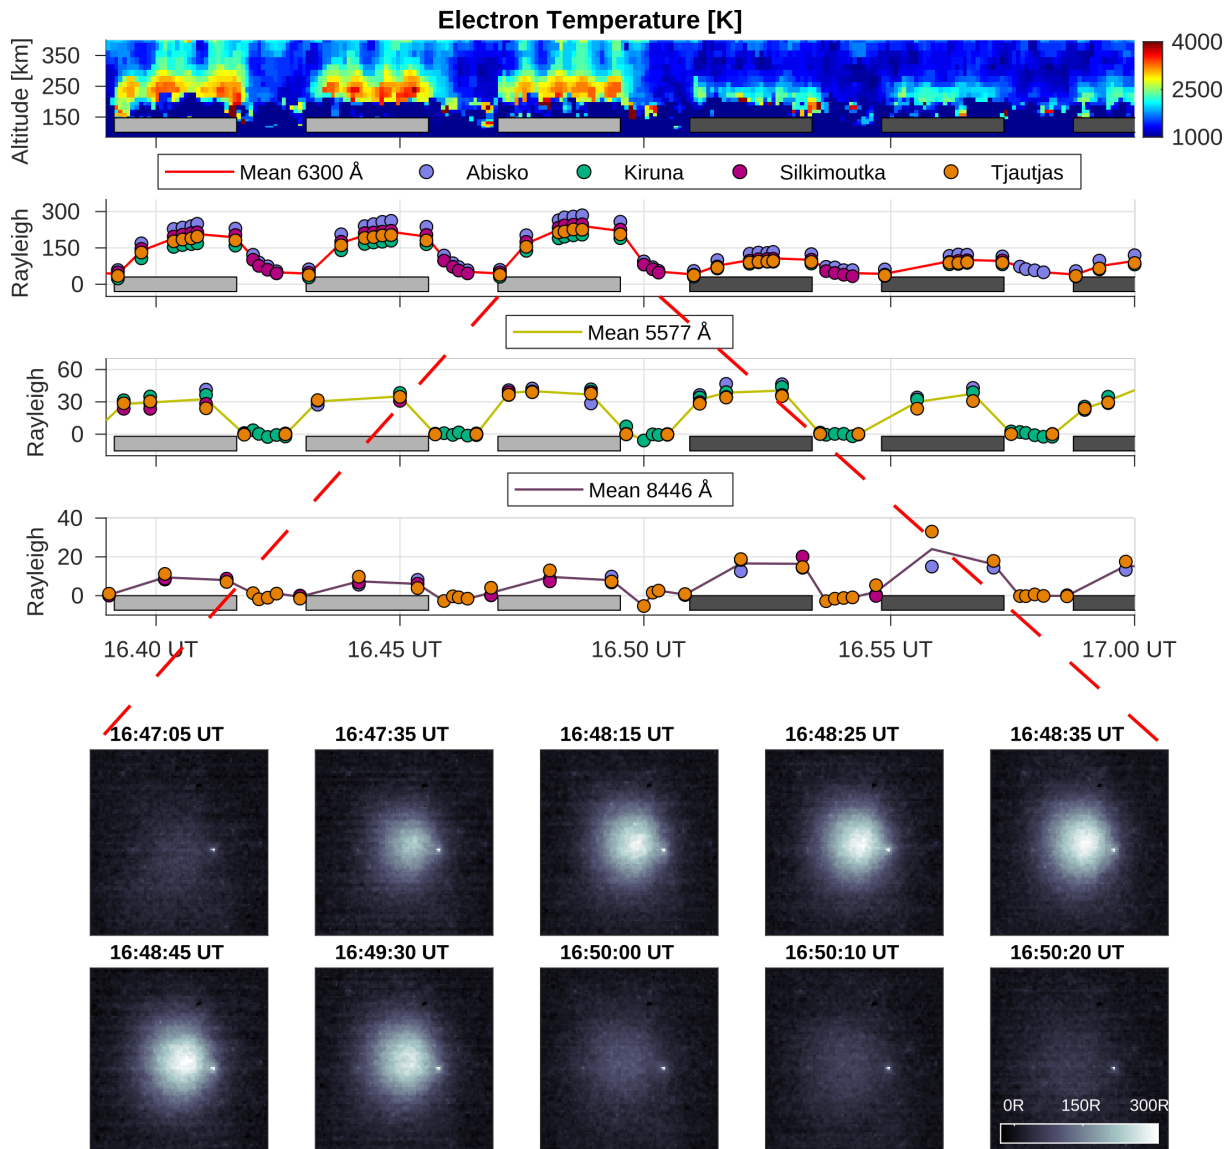 Electron Temperature [K]
Altitude [km]
350
250
150
4000
2500
1000
Mean 6300 Å
Abisko
Kiruna
Silkimoutka
Tjautjas
Rayleigh
300
150
0
Mean 5577 Å
Rayleigh
60
30
0
Mean 8446 Å
Rayleigh
40
20
0
16.40 UT
16.45 UT
16.50 UT
16.55 UT
17.00 UT
16:47:05 UT
16:47:35 UT
16:48:15 UT
16:48:25 UT
16:48:35 UT
16:48:45 UT
16:49:30 UT
16:50:00 UT
16:50:10 UT
16:50:20 UT
0R
150R
300R